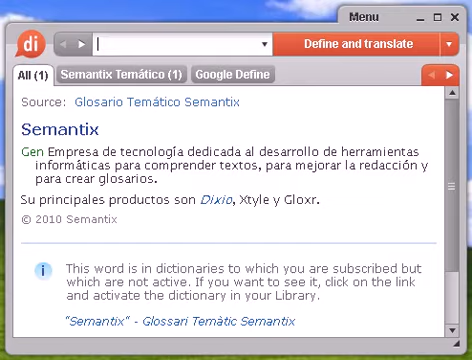 Menu
di
Define and translate
All (1) Semantix Temático (1) Google Define
Source: Glosario Temático Semantix
Semantix
Gen Empresa de tecnología dedicada al desarrollo de herramientas
informáticas para comprender textos, para mejorar la redacción y
para crear glosarios.
Su principales productos son Dixio, Xtyle y Gloxr.
© 2010 Semantix
i
This word is in dictionaries to which you are subscribed but
which are not active. If you want to see it, click on the link
and activate the dictionary in your Library.
"Semantix" - Glossari Temàtic Semantix